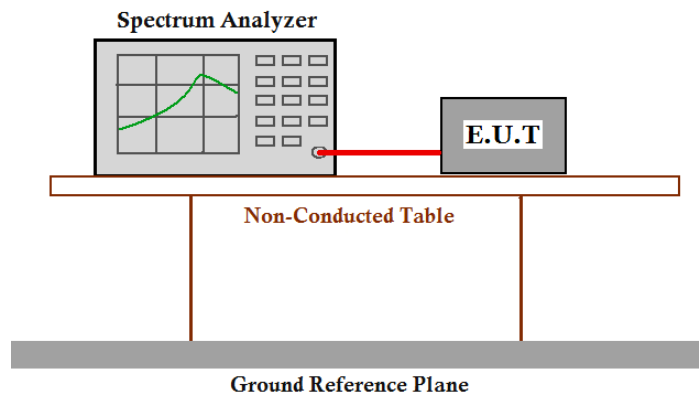 Spectrum Analyzer
E.U.T
Non-Conducted Table
Ground Reference Plane